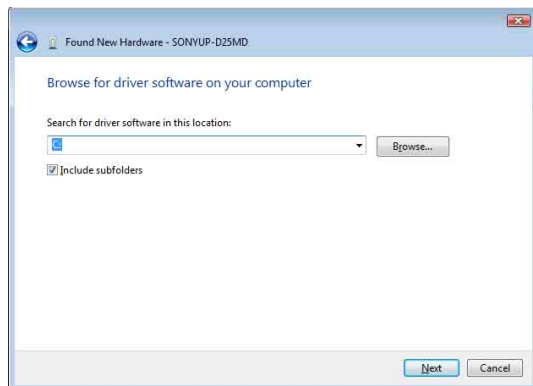 Found New Hardware - SONYUP-D25MD
Browse for driver software on your computer
Search for driver software in this location:
C:
Browse...
Include subfolders
Next
Cancel